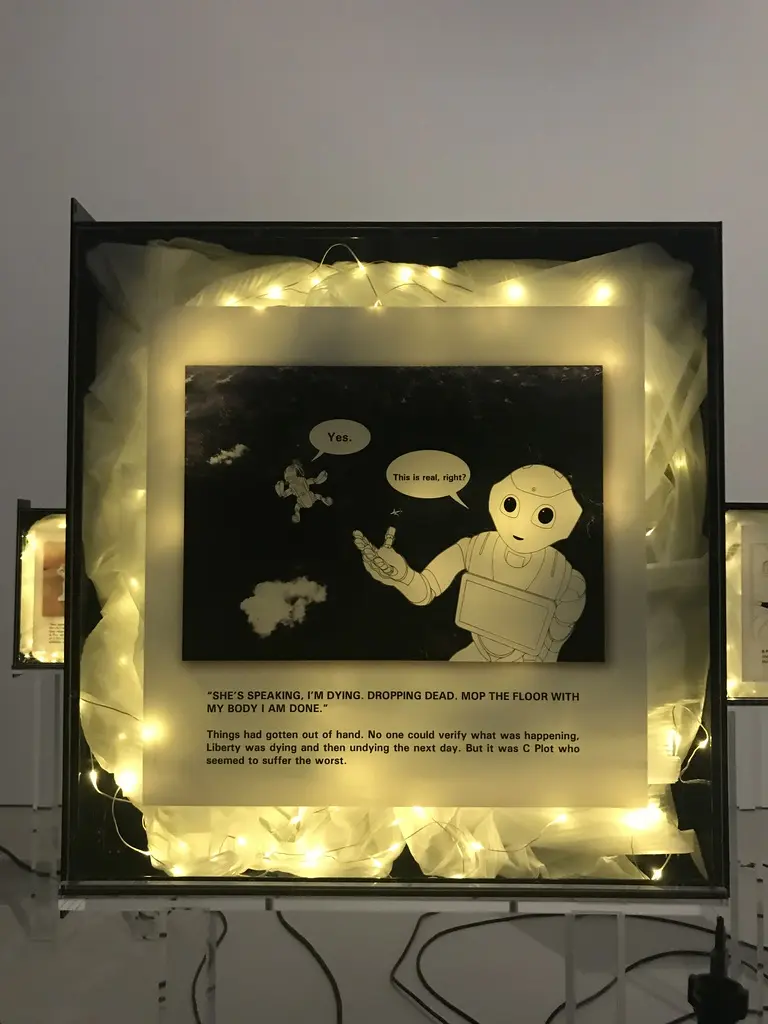 Yes.
This is real, right?
“SHE’S SPEAKING, I’M DYING. DROPPING DEAD. MOP THE FLOOR WITH
MY BODY I AM DONE.”
Things had gotten out of hand. No one could verify what was happening,
Liberty was dying and then undying the next day. But it was C Plot who
seemed to suffer the worst.